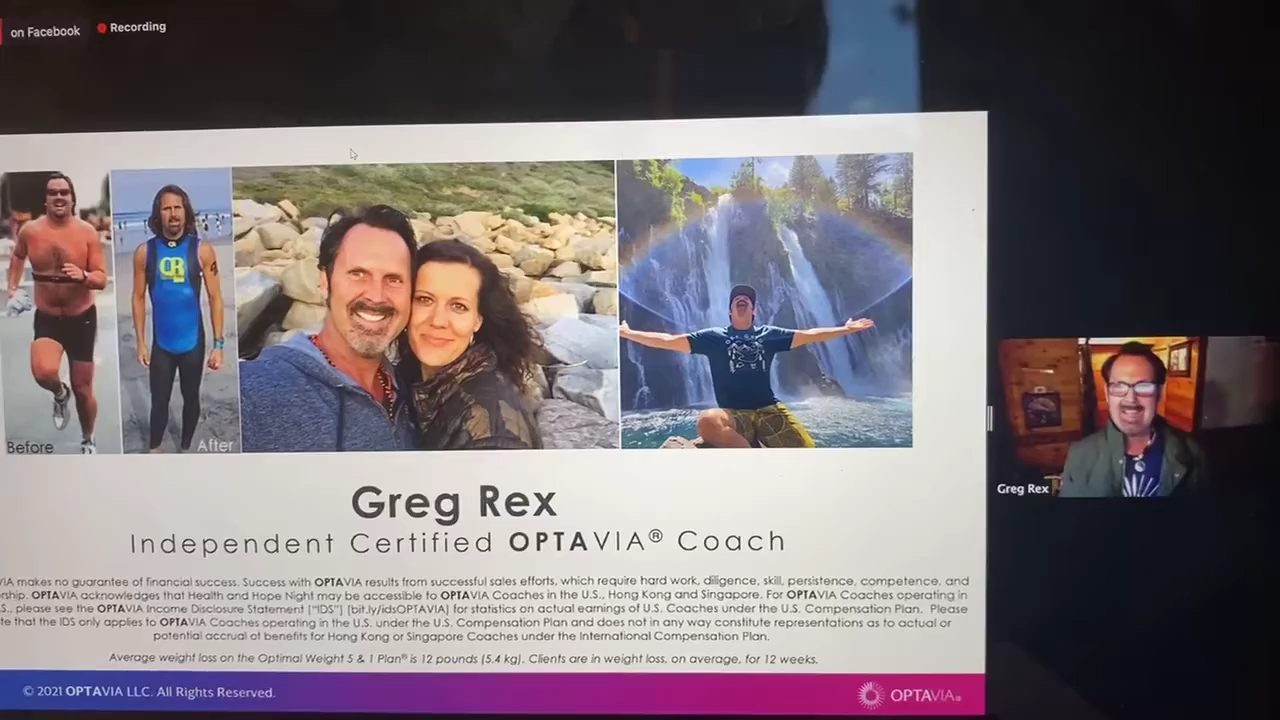 on Facebook
Recording
Before
After
OR
Greg Rex
Greg Rex
Independent Certified OPTAVIA® Coach
VIA makes no guarantee of financial success. Success with OPTAVIA results from successful sales efforts, which require hard work, diligence, skill, persistence, competence, and
rship. OPTAVIA acknowledges that Health and Hope Night may be accessible to OPTAVIA Coaches in the U.S., Hong Kong and Singapore. For OPTAVIA Coaches operating in
S., please see the OPTAVIA Income Disclosure Statement ("IDS") (bit.ly/idsOPTAVIA) for statistics on actual earnings of U.S. Coaches under the U.S. Compensation Plan. Please
te that the IDS only applies to OPTAVIA Coaches operating in the U.S. under the U.S. Compensation Plan and does not in any way constitute representations as to actual or
potential accrual of benefits for Hong Kong or Singapore Coaches under the International Compensation Plan.
Average weight loss on the Optimal Weight 5 & 1 Plan® is 12 pounds (5.4 kg). Clients are in weight loss, on average, for 12 weeks.
© 2021 OPTAVIA LLC. All Rights Reserved.
OPTAVIA®